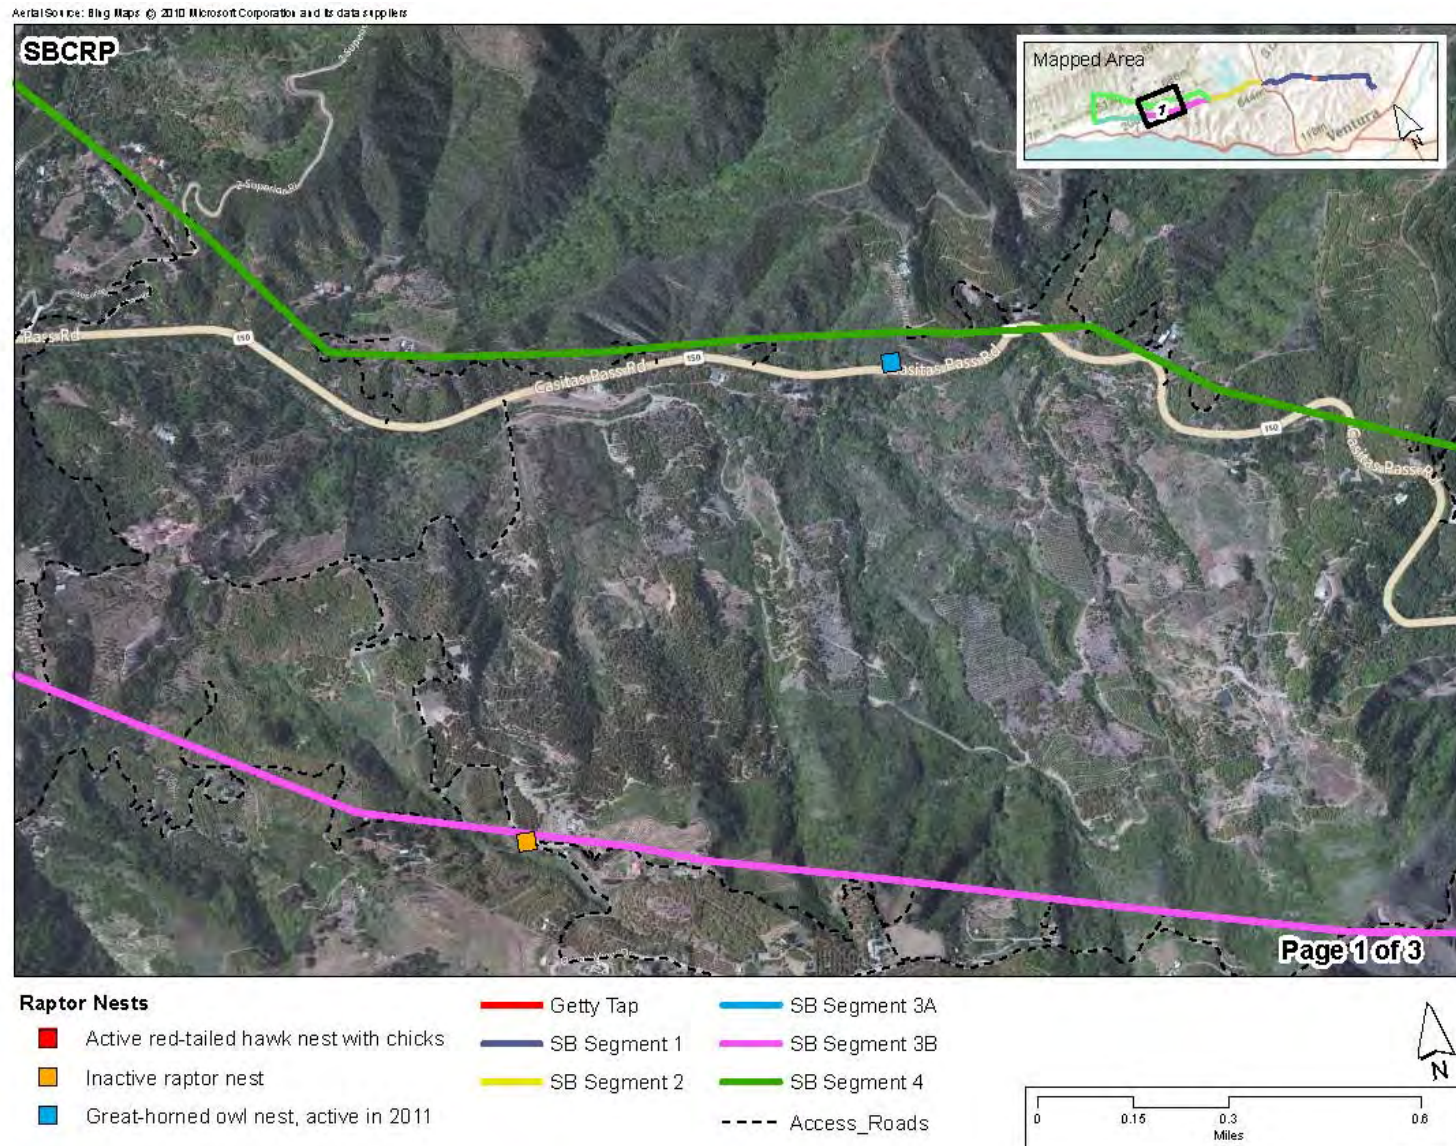 Aerial Source: Bing Maps © 2010 Microsoft Corporation and its data suppliers
SBCRP
Mapped Area
Ventura
1
N
2 Superior Ri
Pass Rd
150
Casitas Pass Rd
150
Casitas Pass Rd
150
Casitas Pass R
Page 1 of 3
Raptor Nests
Active red-tailed hawk nest with chicks
Inactive raptor nest
Great-horned owl nest, active in 2011
Getty Tap
SB Segment 1
SB Segment 2
SB Segment 3A
SB Segment 3B
SB Segment 4
Access_Roads
N
0 0.15 0.3 0.6
Miles